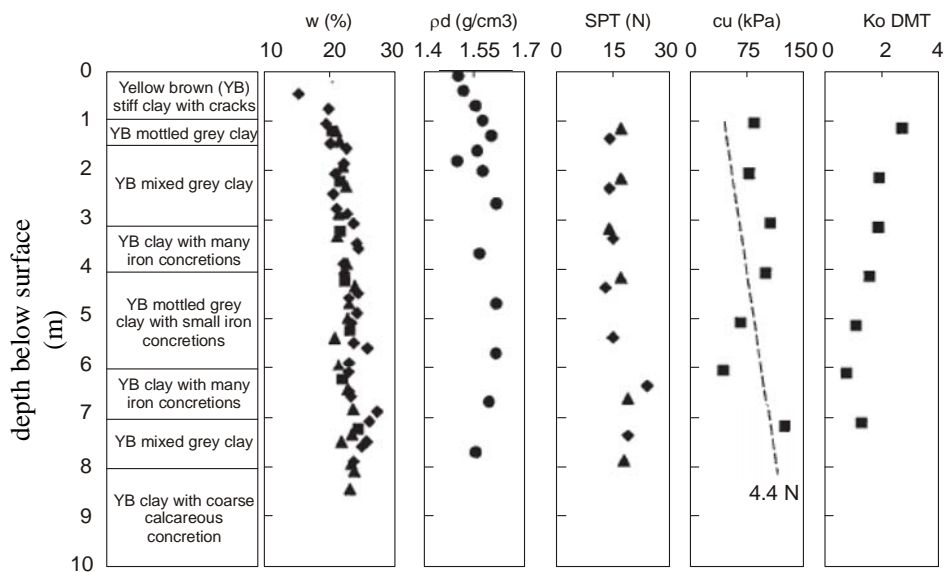 w (%)
ρd (g/cm3)
SPT (N)
cu (kPa)
Ko DMT
10 20 30
1.4 1.55 1.7
0 15 30
0 75 150
0 2 4
depth below surface
(m)
0
1
2
3
4
5
6
7
8
9
10
Yellow brown (YB)
stiff clay with cracks
YB mottled grey clay
YB mixed grey clay
YB clay with many
iron concretions
YB mottled grey
clay with small iron
concretions
YB clay with many
iron concretions
YB mixed grey clay
YB clay with coarse
calcareous
concretion
4.4 N